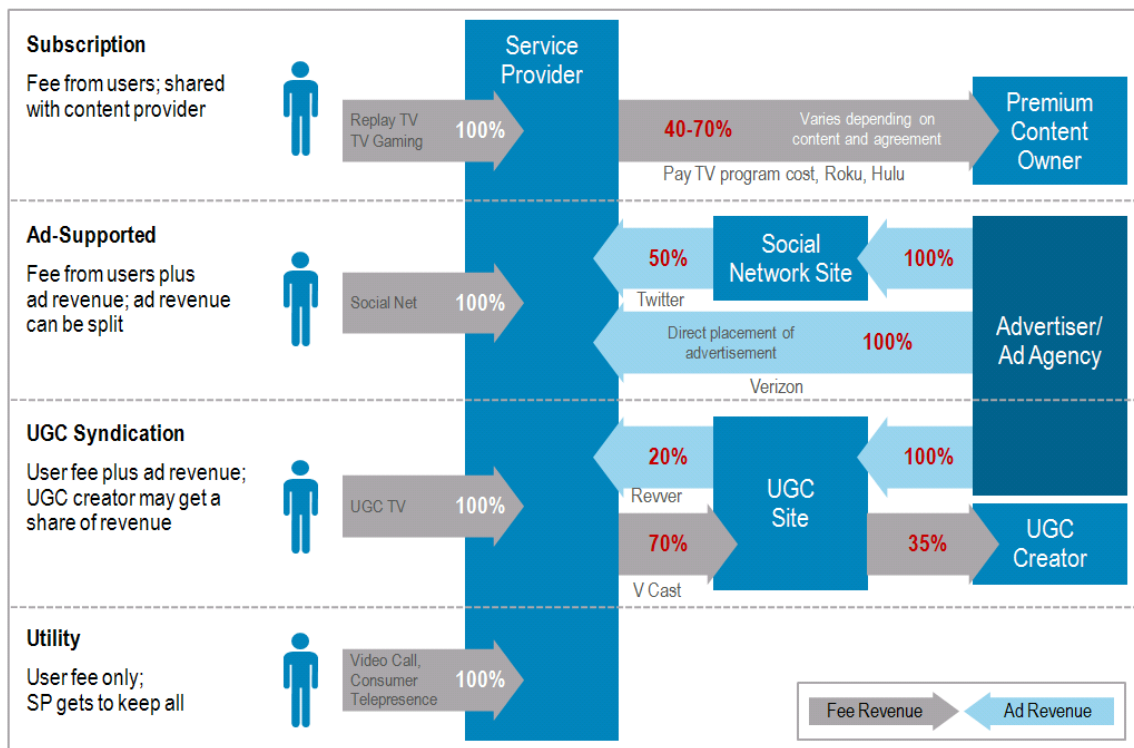 Subscription
Fee from users; shared
with content provider
Replay TV
TV Gaming
100%
Service
Provider
40-70%
Varies depending on
content and agreement
Pay TV program cost, Roku, Hulu
Premium
Content
Owner
Ad-Supported
Fee from users plus
ad revenue; ad revenue
can be split
Social Net
100%
50%
Twitter
Social
Network Site
100%
Direct placement of
advertisement
100%
Verizon
Advertiser/
Ad Agency
UGC Syndication
User fee plus ad revenue;
UGC creator may get a
share of revenue
UGC TV
100%
20%
Revver
70%
V Cast
UGC
Site
100%
35%
UGC
Creator
Utility
User fee only;
SP gets to keep all
Video Call,
Consumer
Telepresence
100%
Fee Revenue
Ad Revenue